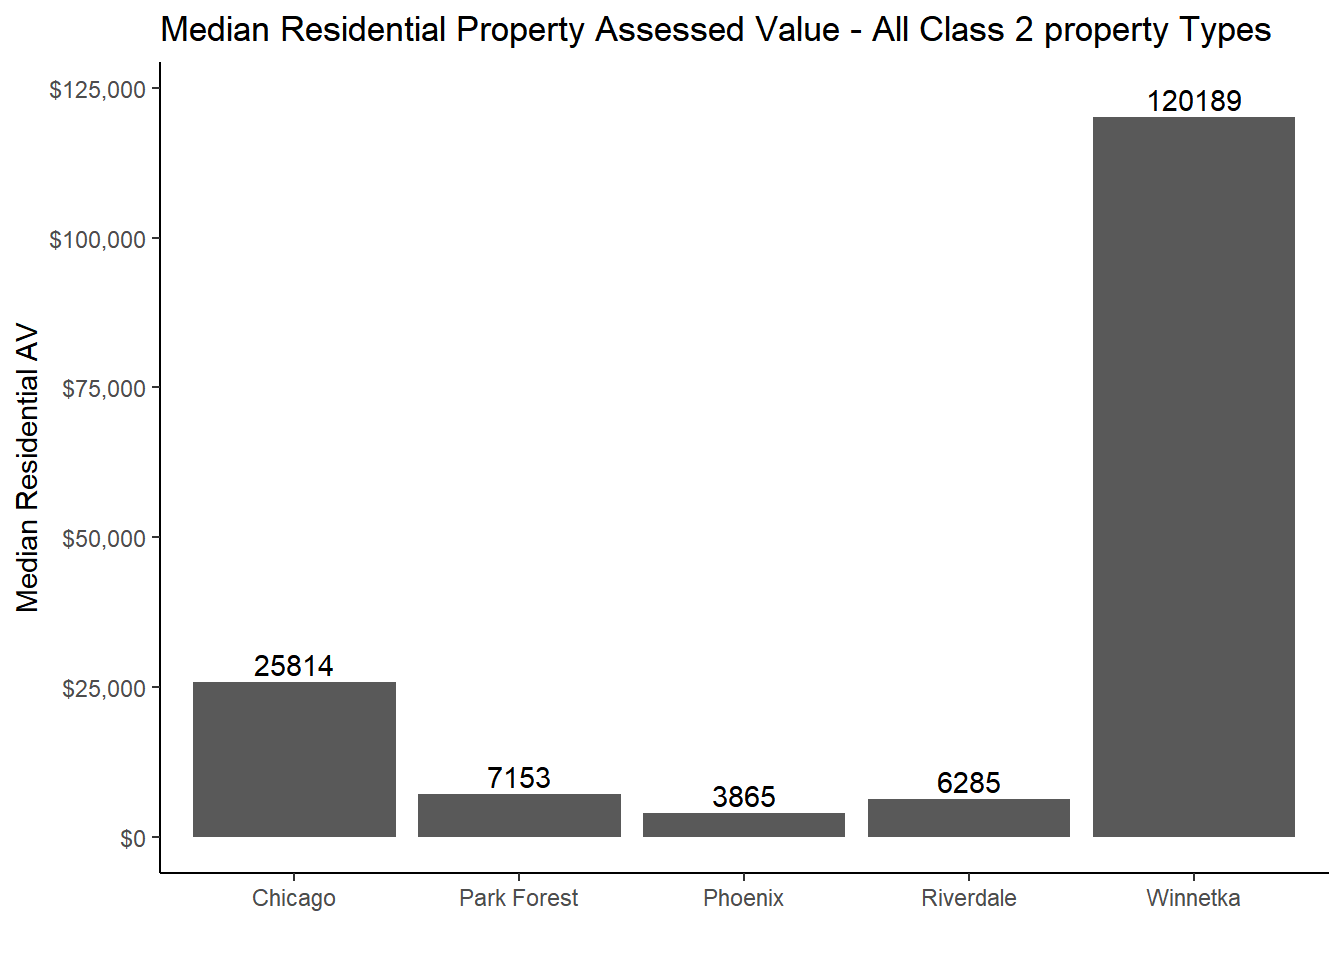 Median Residential Property Assessed Value - All Class 2 property Types
Median Residential AV
$125,000
$100,000
$75,000
$50,000
$25,000
$0
25814
7153
3865
6285
120189
Chicago
Park Forest
Phoenix
Riverdale
Winnetka